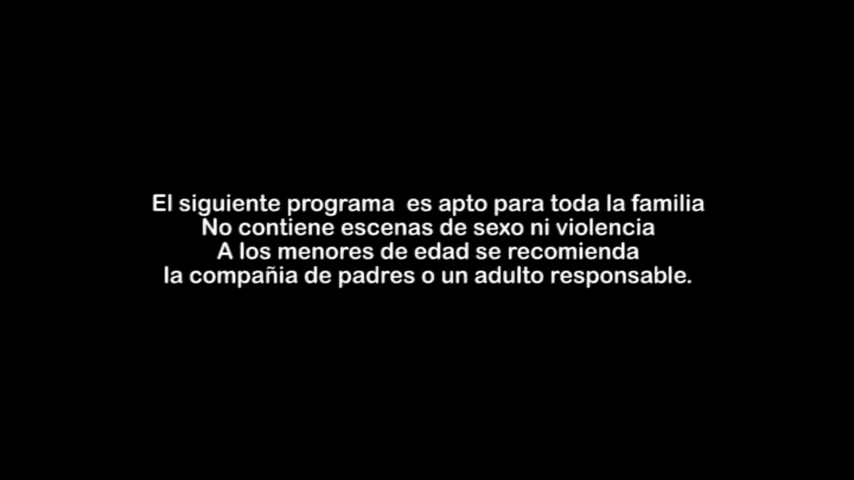 El siguiente programa  es apto para toda la familia
No contiene escenas de sexo ni violencia
A los menores de edad se recomienda
la compañia de padres o un adulto responsable.